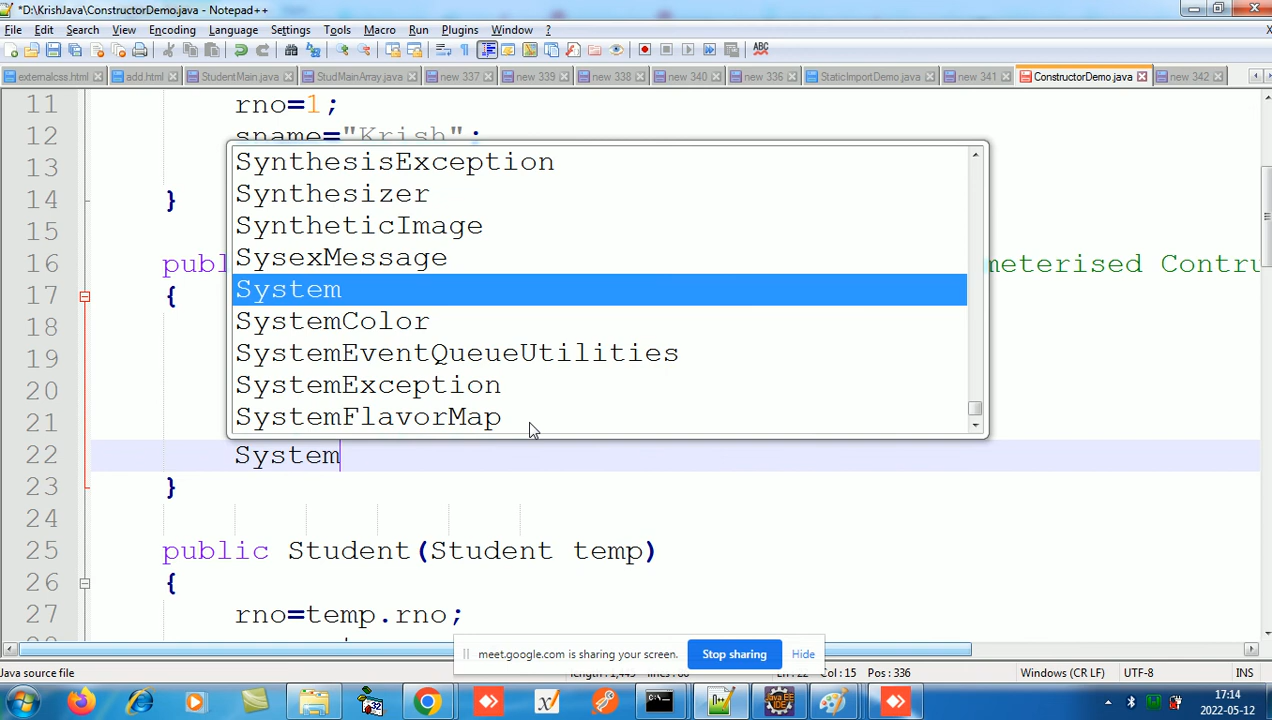 *D:\KrishJava\ConstructorDemo.java - Notepad++
File Edit Search View Encoding Language Settings Tools Macro Run Plugins Window ?
externalcss.html add.html StudentMain.java StudMainArray.java new 337 new 339 new 338 new 340 new 336 StaticImportDemo.java new 341 ConstructorDemo.java new 342
11 rno=1;
12 sname="Krish";
13
14 }
15
16 publ meterised Contru
17 {
18
19
20
21
22 System
23 }
24
25 public Student(Student temp)
26 {
27 rno=temp.rno;
SynthesisException
Synthesizer
SyntheticImage
SysexMessage
System
SystemColor
SystemEventQueueUtilities
SystemException
SystemFlavorMap
meet.google.com is sharing your screen. Stop sharing Hide
Java source file Col : 15 Pos : 336 Windows (CR LF) UTF-8 INS
17:14
2022-05-12